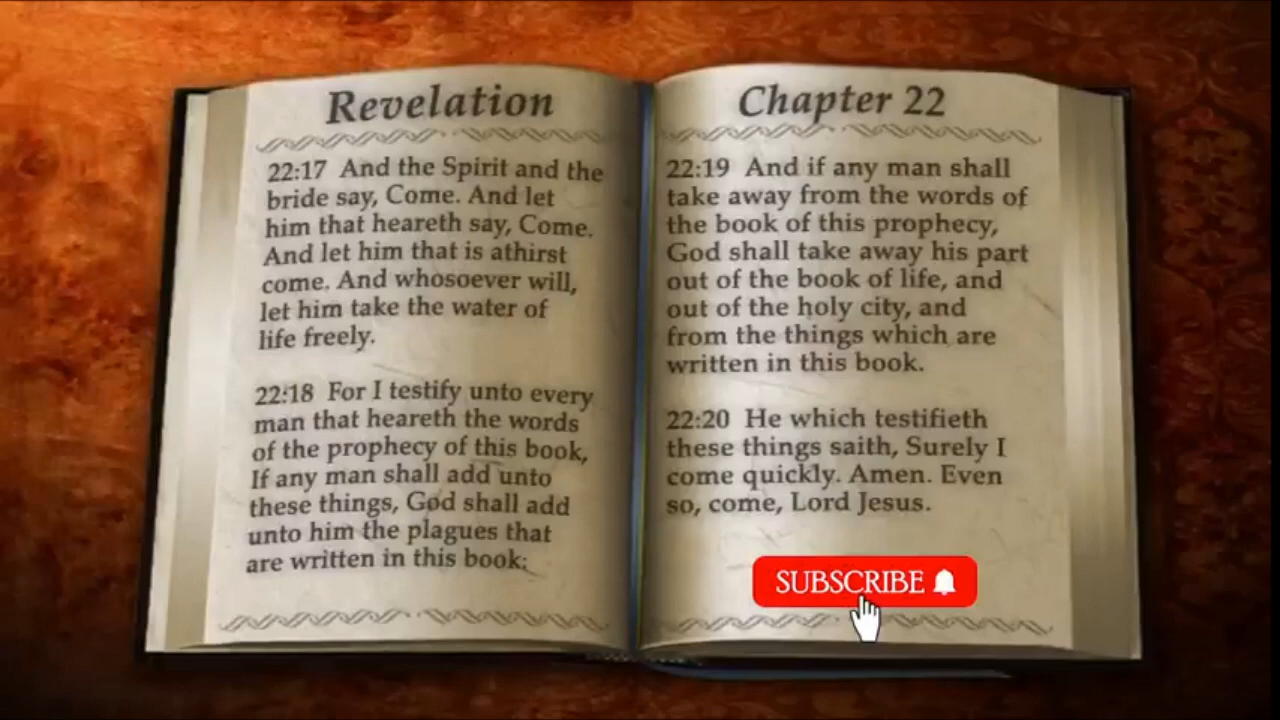 Revelation
22:17 And the Spirit and the
bride say, Come. And let
him that heareth say, Come.
And let him that is athirst
come. And whosoever will,
let him take the water of
life freely.
22:18 For I testify unto every
man that heareth the words
of the prophecy of this book,
If any man shall add unto
these things, God shall add
unto him the plagues that
are written in this book:
Chapter 22
22:19 And if any man shall
take away from the words of
the book of this prophecy,
God shall take away his part
out of the book of life, and
out of the holy city, and
from the things which are
written in this book.
22:20 He which testifieth
these things saith, Surely I
come quickly. Amen. Even
so, come, Lord Jesus.
SUBSCRIBE